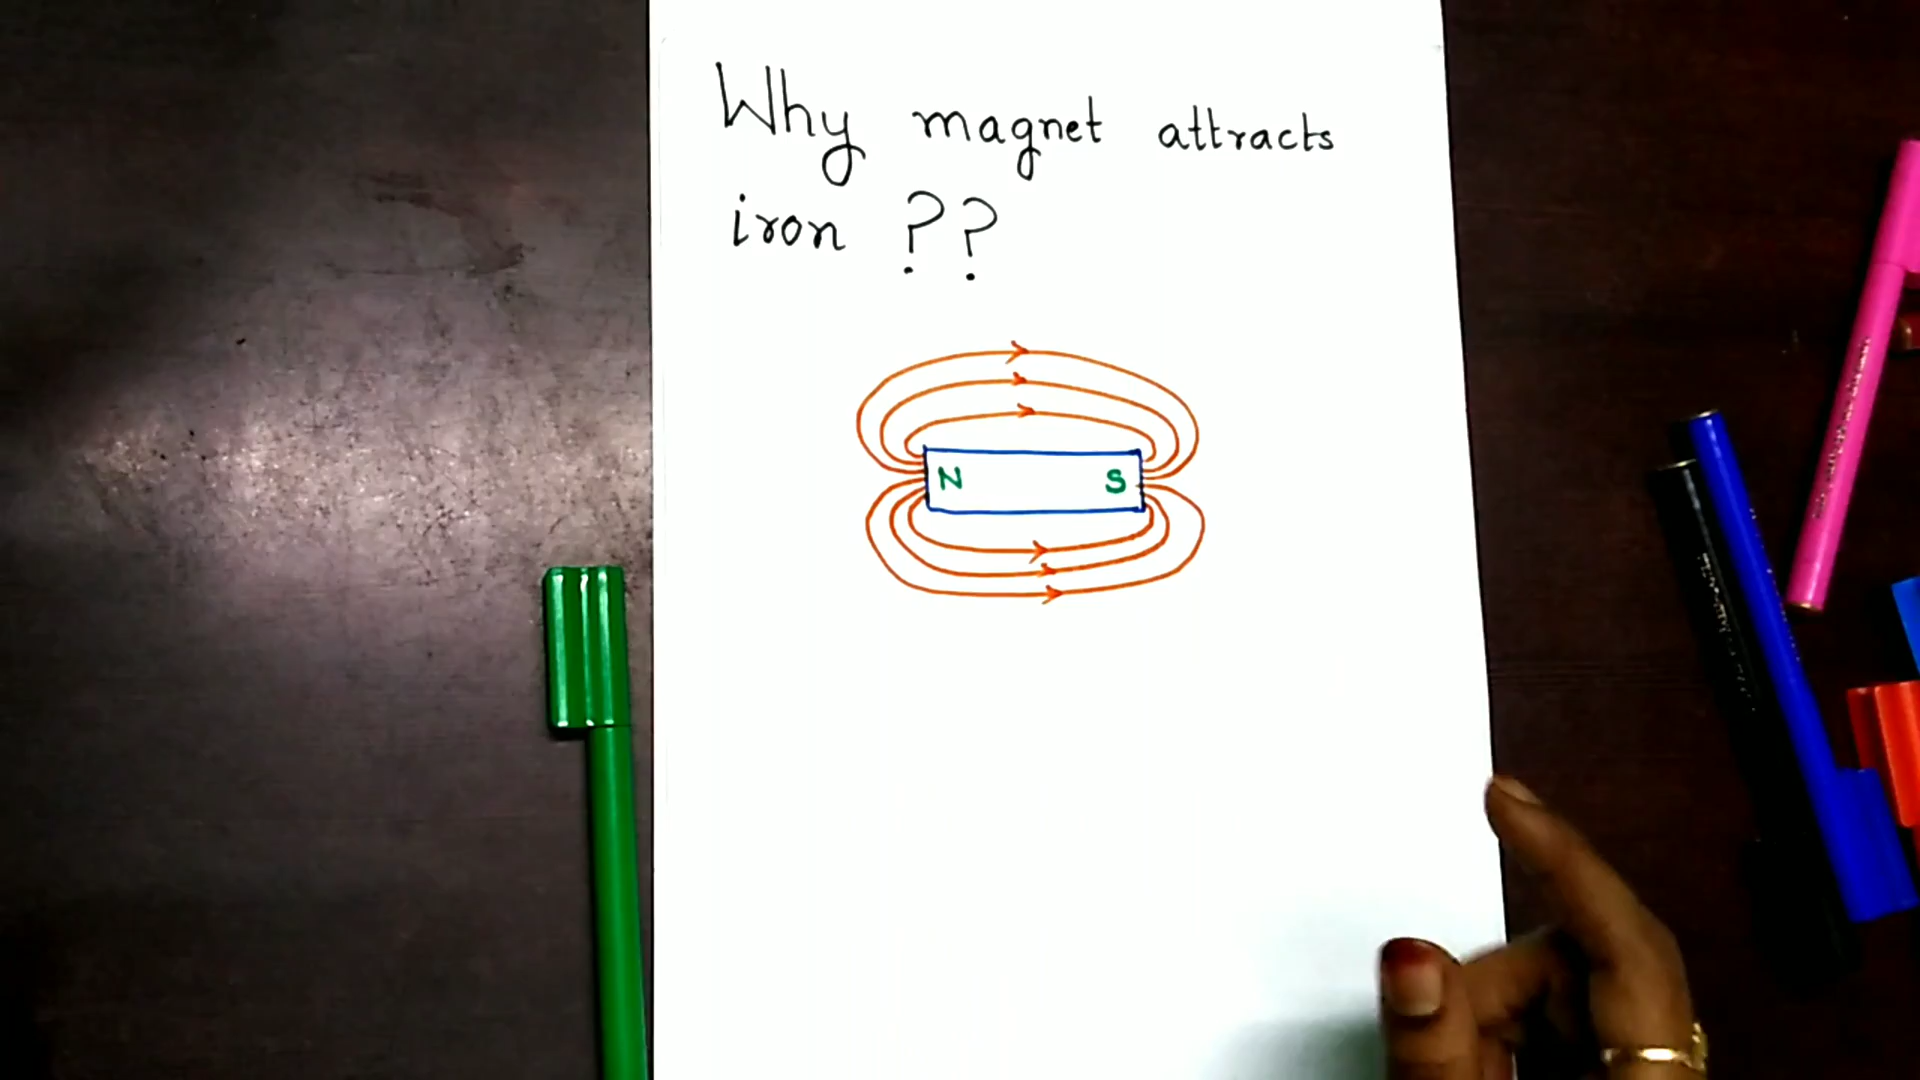 Why magnet attracts
iron ??
N S